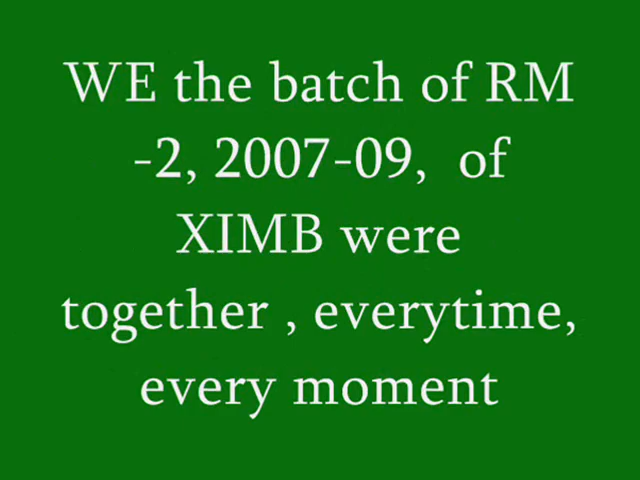 WE the batch of RM
-2, 2007-09,  of
XIMB were
together , everytime,
every moment